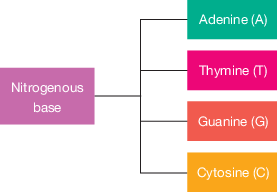 Adenine (A)
Thymine (T)
Nitrogenous
base
Guanine (G)
Cytosine (C)